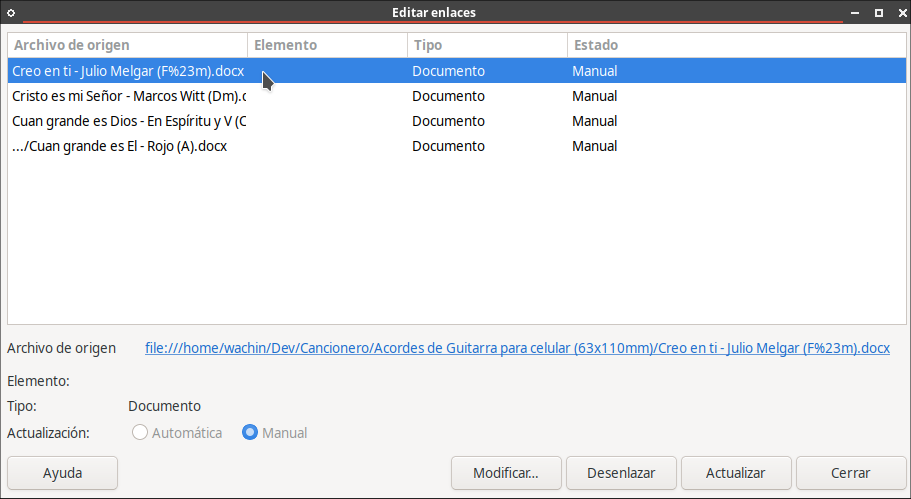 Editar enlaces
Archivo de origen Elemento Tipo Estado
Creo en ti - Julio Melgar (F%23m).docx Documento Manual
Cristo es mi Señor - Marcos Witt (Dm).c Documento Manual
Cuan grande es Dios - En Espíritu y V (C Documento Manual
.../Cuan grande es El - Rojo (A).docx Documento Manual
Archivo de origen file:///home/wachin/Dev/Cancionero/Acordes de Guitarra para celular (63x110mm)/Creo en ti - Julio Melgar (F%23m).docx
Elemento:
Tipo: Documento
Actualización: Automática Manual
Ayuda Modificar... Desenlazar Actualizar Cerrar